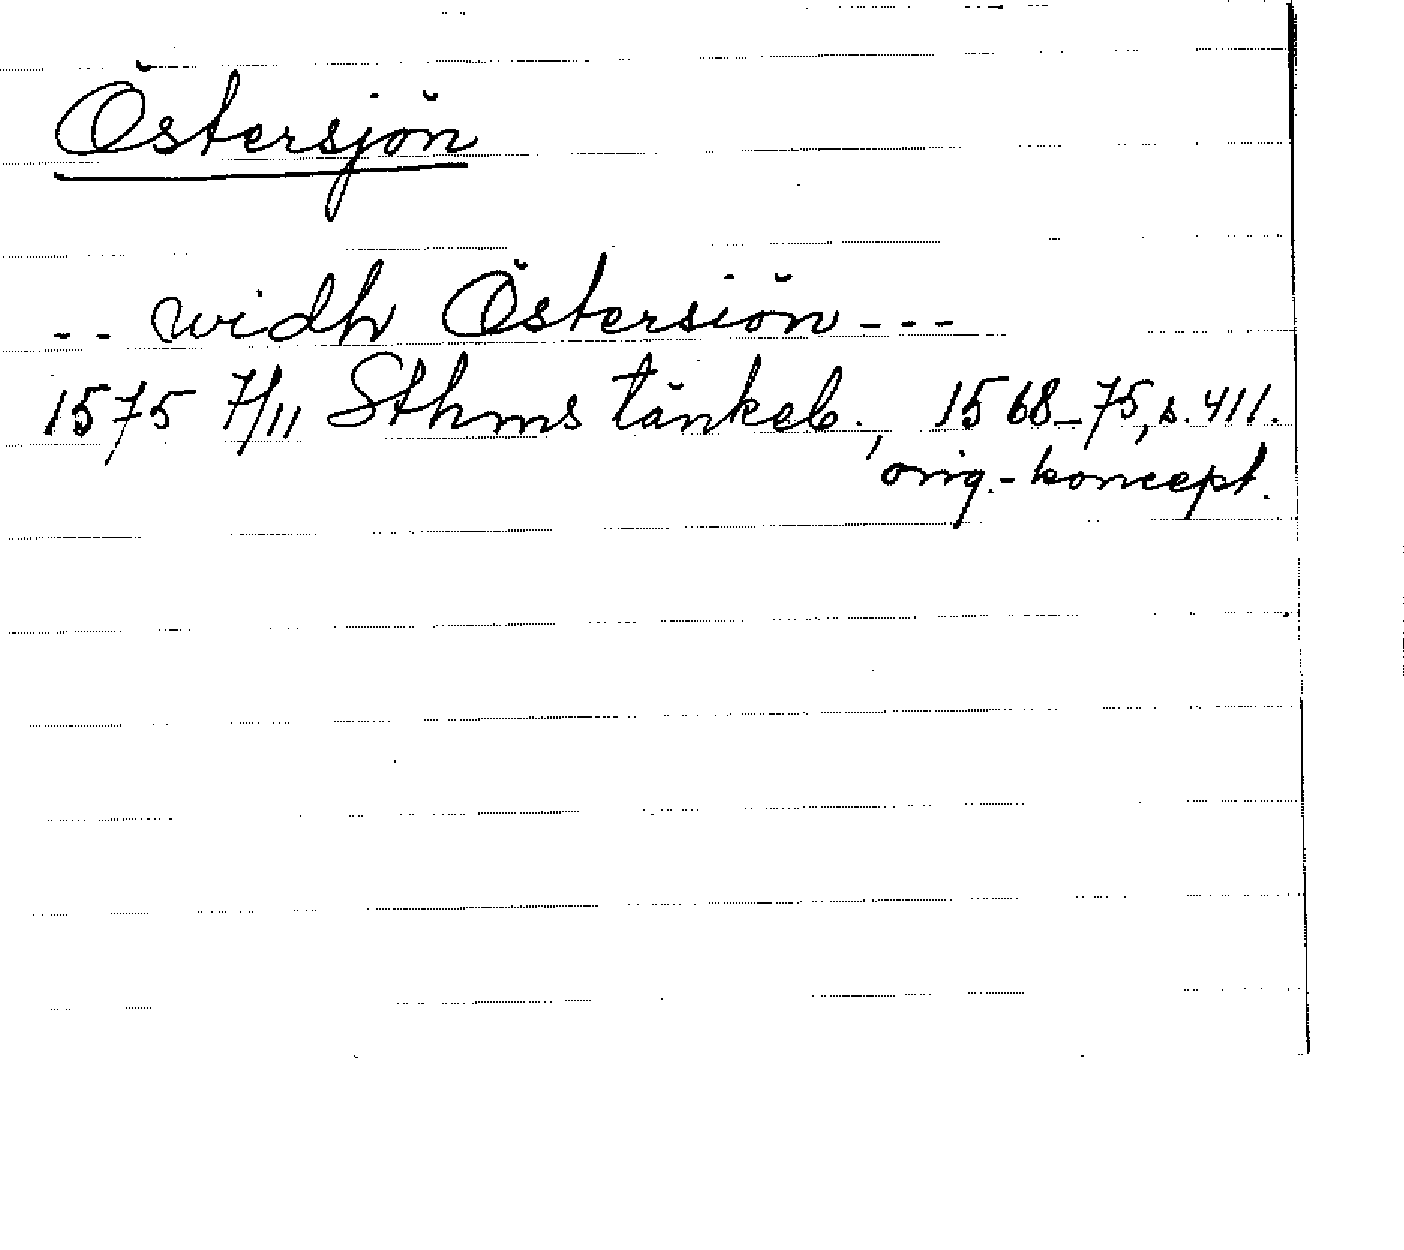 Östersjön
-- widh Östersiön ---
1575 7/11 Sthms tänkeb., 1568-75, s. 411.
orig.-koncept.